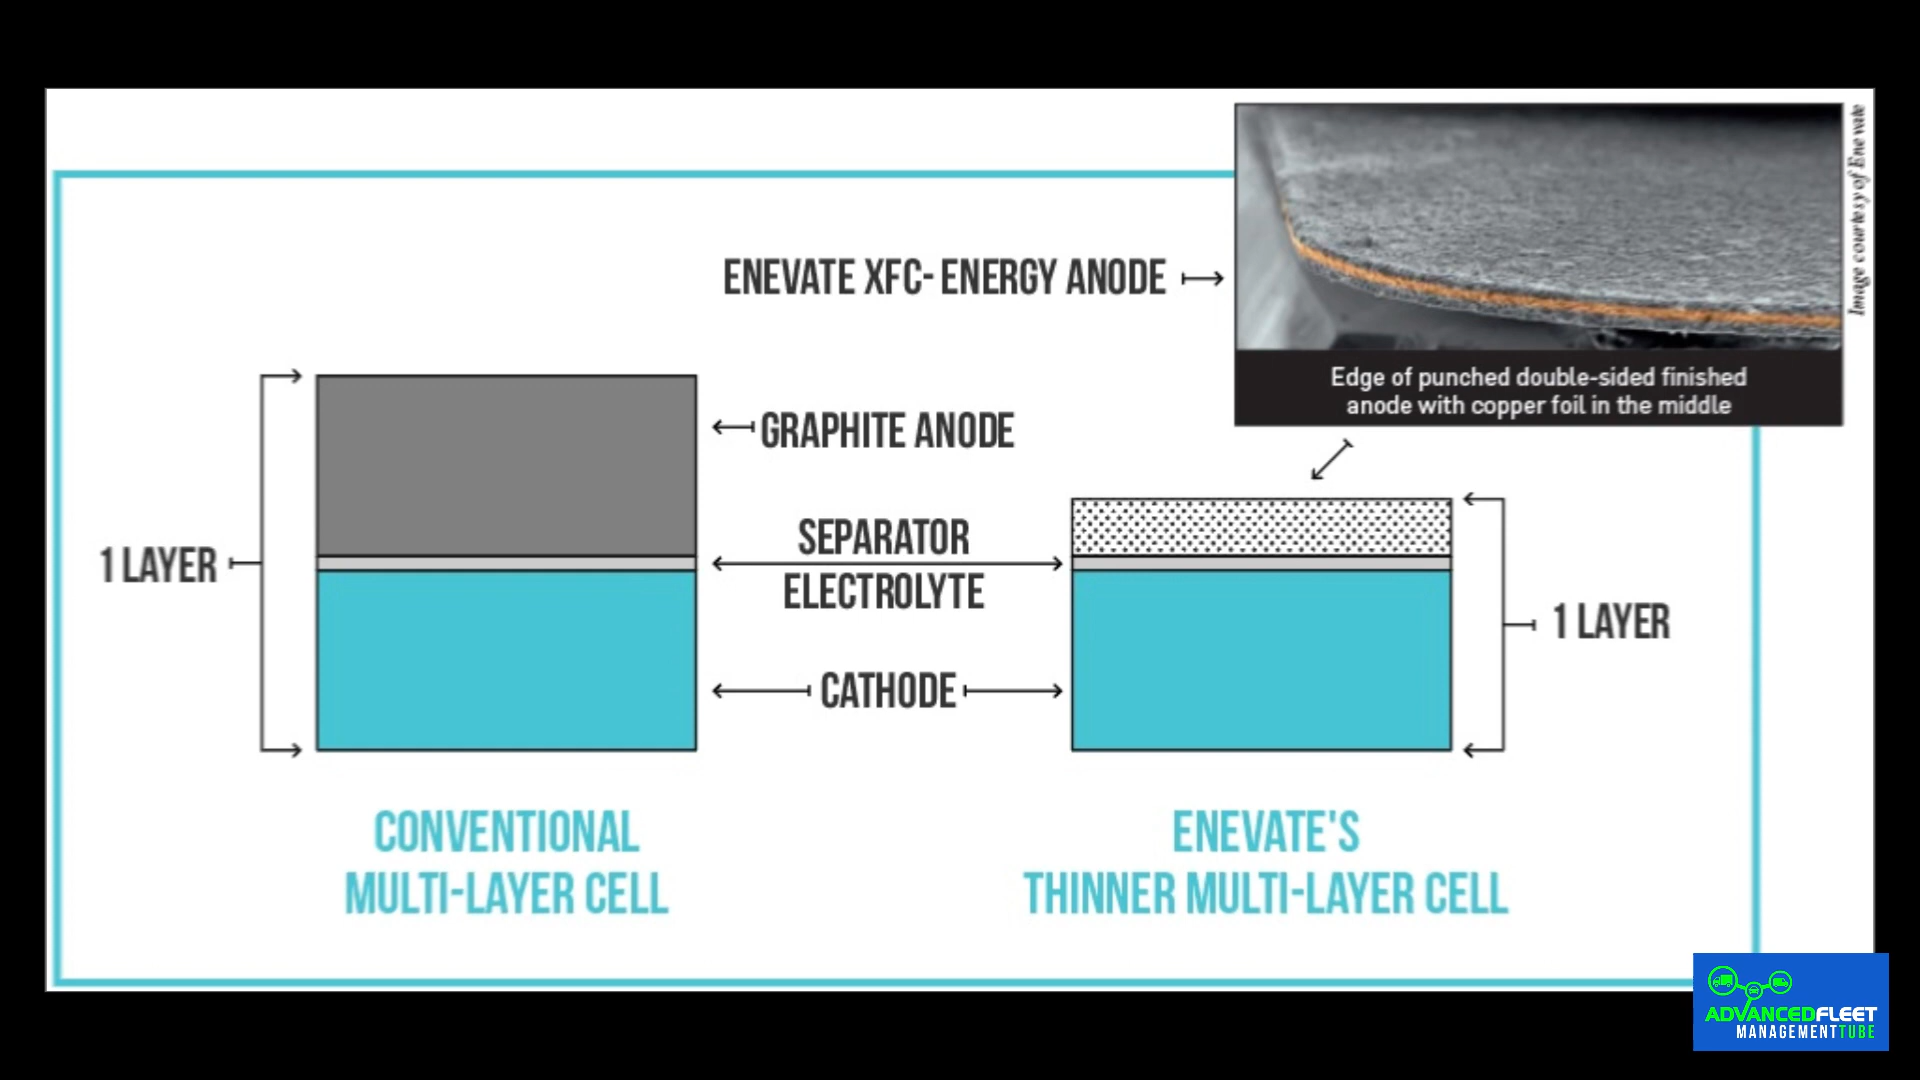 Image courtesy of Enevate
ENEVATE XFC- ENERGY ANODE
Edge of punched double-sided finished
anode with copper foil in the middle
GRAPHITE ANODE
SEPARATOR
ELECTROLYTE
1 LAYER
1 LAYER
CATHODE
CONVENTIONAL
MULTI-LAYER CELL
ENEVATE'S
THINNER MULTI-LAYER CELL
ADVANCEDFLEET
MANAGEMENTTUBE